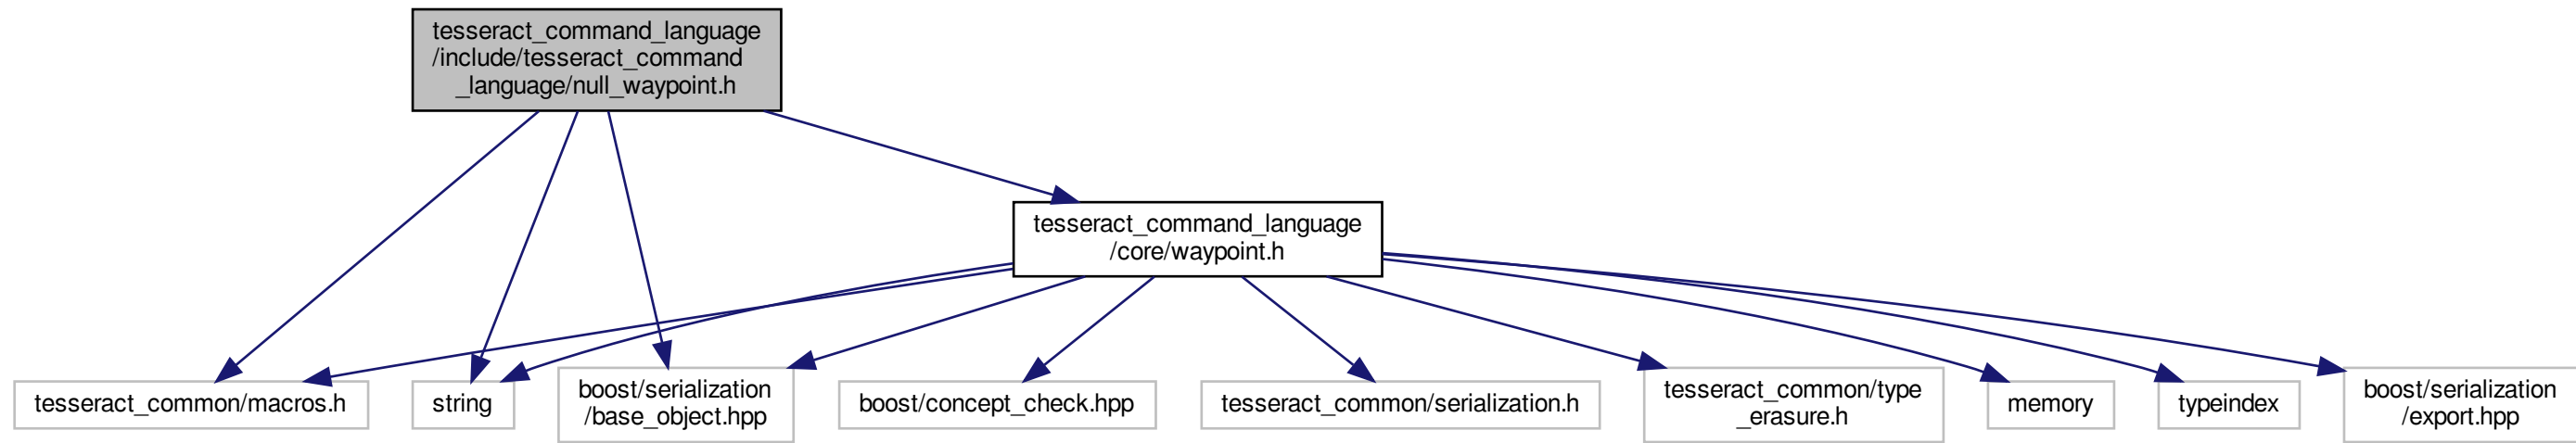 tesseract_command_language
/include/tesseract_command
_language/null_waypoint.h
tesseract_command_language
/core/waypoint.h
tesseract_common/macros.h
string
boost/serialization
/base_object.hpp
boost/concept_check.hpp
tesseract_common/serialization.h
tesseract_common/type
_erasure.h
memory
typeindex
boost/serialization
/export.hpp